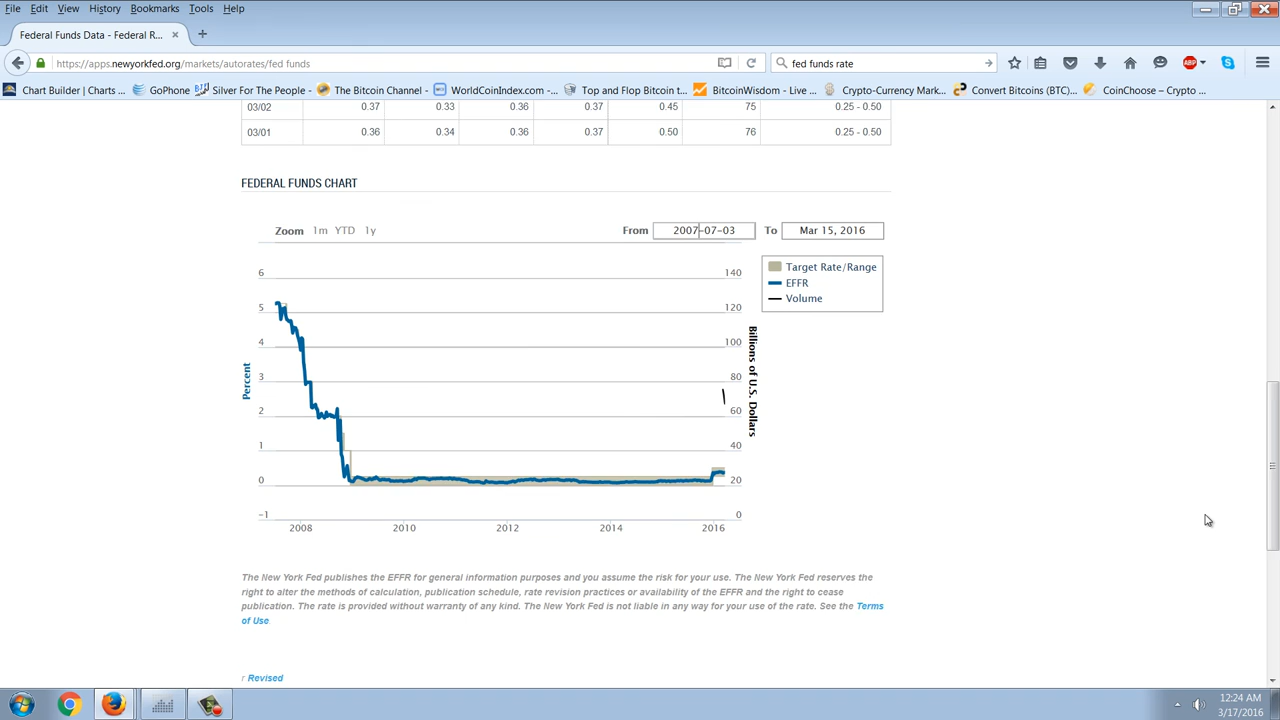 File Edit View History Bookmarks Tools Help
Federal Funds Data - Federal R... × +
https://apps.newyorkfed.org/markets/autorates/fed funds
fed funds rate
ABP
Chart Builder | Charts ... GoPhone Silver For The People - ... The Bitcoin Channel - ... WorldCoinIndex.com -... Top and Flop Bitcoin t... BitcoinWisdom - Live ... Crypto-Currency Mark... Convert Bitcoins (BTC)... CoinChoose – Crypto ...
03/02 0.37 0.33 0.36 0.37 0.45 75 0.25 - 0.50
03/01 0.36 0.34 0.36 0.37 0.50 76 0.25 - 0.50
FEDERAL FUNDS CHART
Zoom 1m YTD 1y From 2007-07-03 To Mar 15, 2016
Target Rate/Range
EFFR
Volume
6 140
5 120
4 100
3 80
2 60
1 40
0 20
-1 0
Percent
Billions of U.S. Dollars
2008 2010 2012 2014 2016
The New York Fed publishes the EFFR for general information purposes and you assume the risk for your use. The New York Fed reserves the
right to alter the methods of calculation, publication schedule, rate revision practices or availability of the EFFR and the right to cease
publication. The rate is provided without warranty of any kind. The New York Fed is not liable in any way for your use of the rate. See the Terms
of Use.
r Revised
12:24 AM
3/17/2016